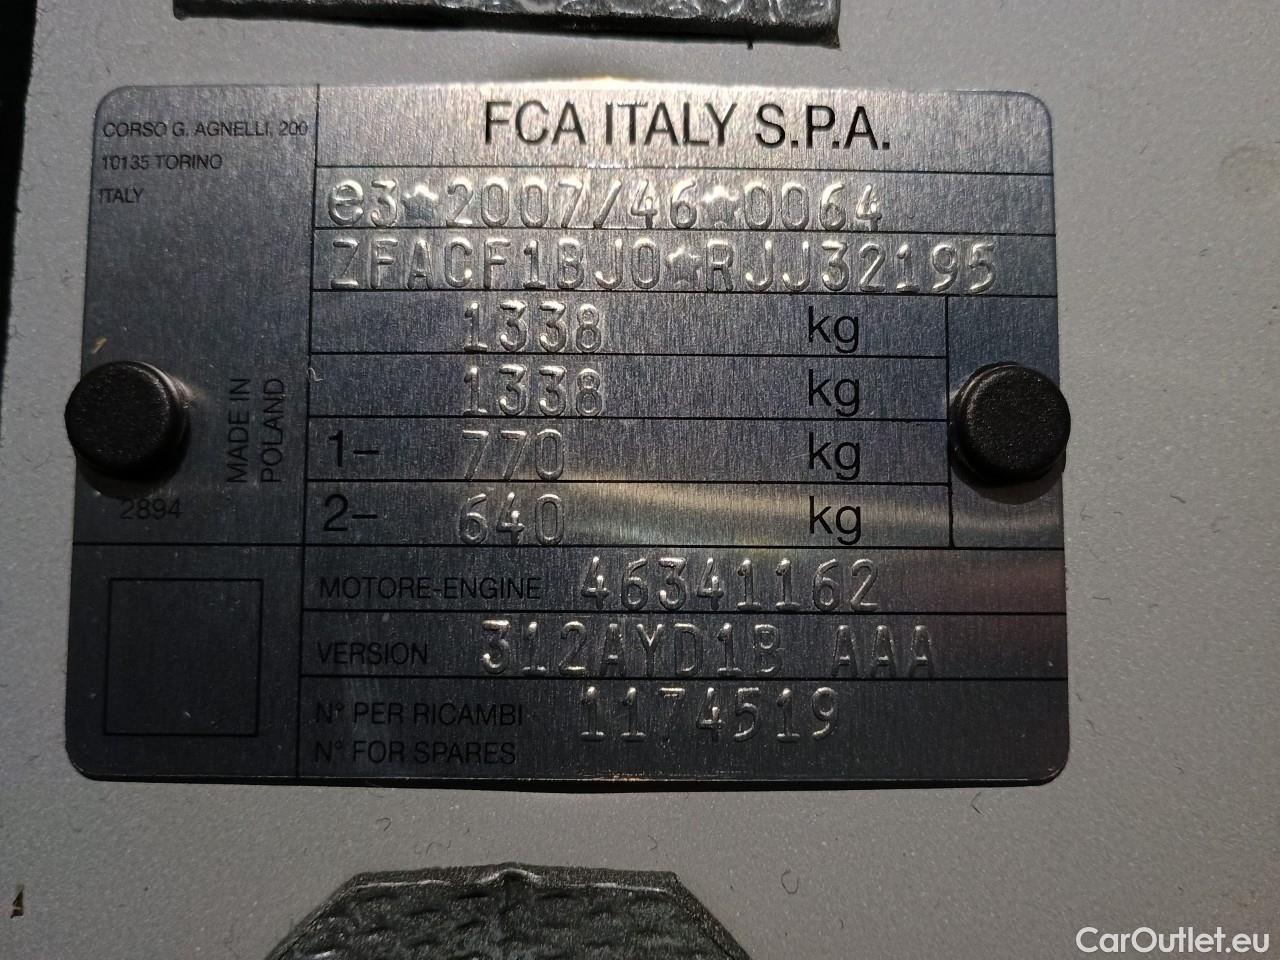 FCA ITALY S.P.A.
CORSO G. AGNELLI, 200
10135 TORINO
ITALY
e3*2007/46*0064
ZFACF1BJ0*RJJ32195
1338 kg
1338 kg
1- 770 kg
2- 640 kg
MADE IN
POLAND
2894
MOTORE-ENGINE 46341162
VERSION 312AYD1B AAA
N° PER RICAMBI 1174519
N° FOR SPARES
CarOutlet.eu